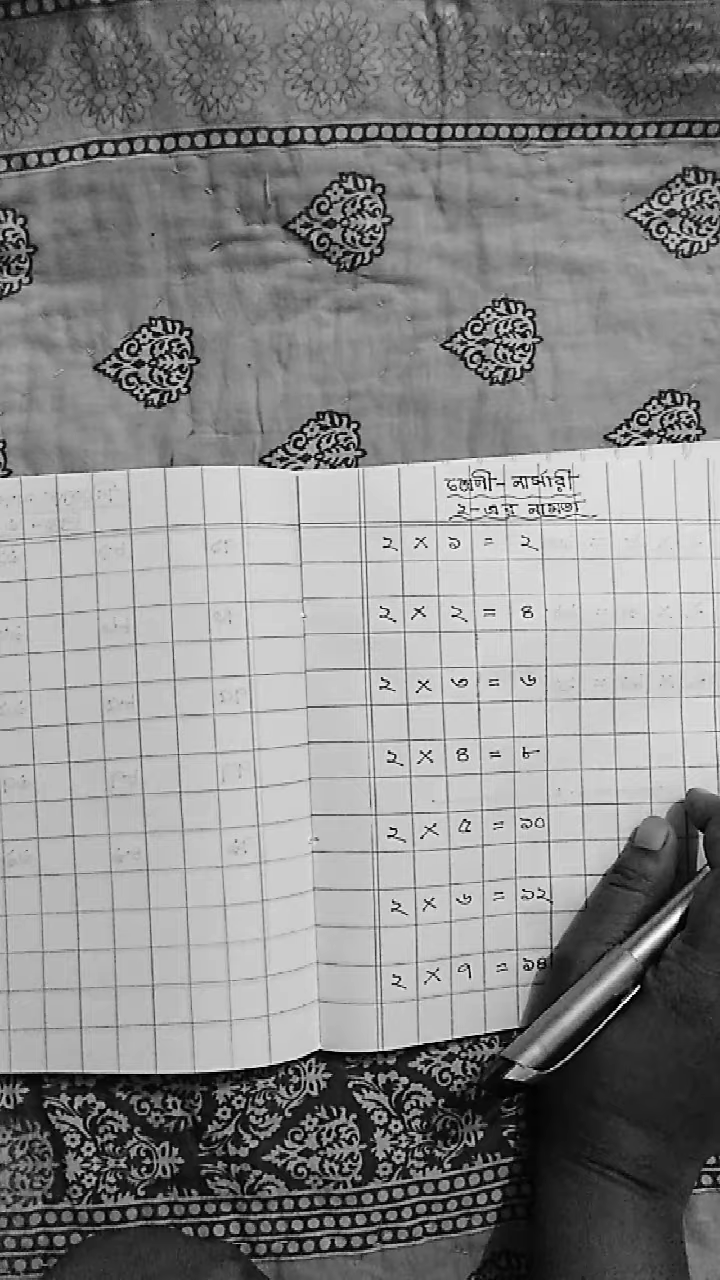 শ্রেণী - নার্সারী
২-এর নামতা
২ × ১ = ২
২ × ২ = ৪
২ × ৩ = ৬
২ × ৪ = ৮
২ × ৫ = ১০
২ × ৬ = ১২
২ × ৭ = ১৪